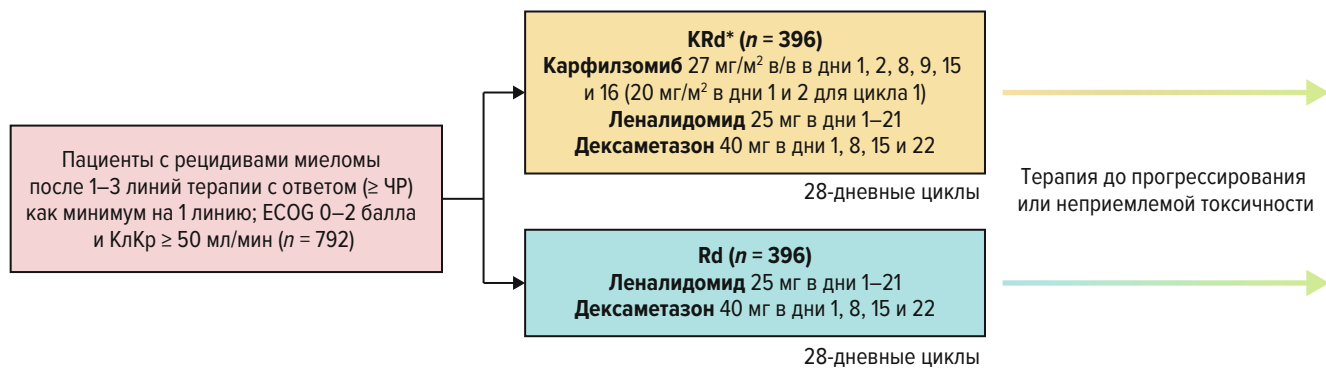 Пациенты с рецидивами миеломы
после 1–3 линий терапии с ответом (≥ ЧР)
как минимум на 1 линию; ECOG 0–2 балла
и КлКр ≥ 50 мл/мин (n = 792)
KRd* (n = 396)
Карфилзомиб 27 мг/м² в/в в дни 1, 2, 8, 9, 15
и 16 (20 мг/м² в дни 1 и 2 для цикла 1)
Леналидомид 25 мг в дни 1–21
Дексаметазон 40 мг в дни 1, 8, 15 и 22
28-дневные циклы
Rd (n = 396)
Леналидомид 25 мг в дни 1–21
Дексаметазон 40 мг в дни 1, 8, 15 и 22
28-дневные циклы
Терапия до прогрессирования
или неприемлемой токсичности